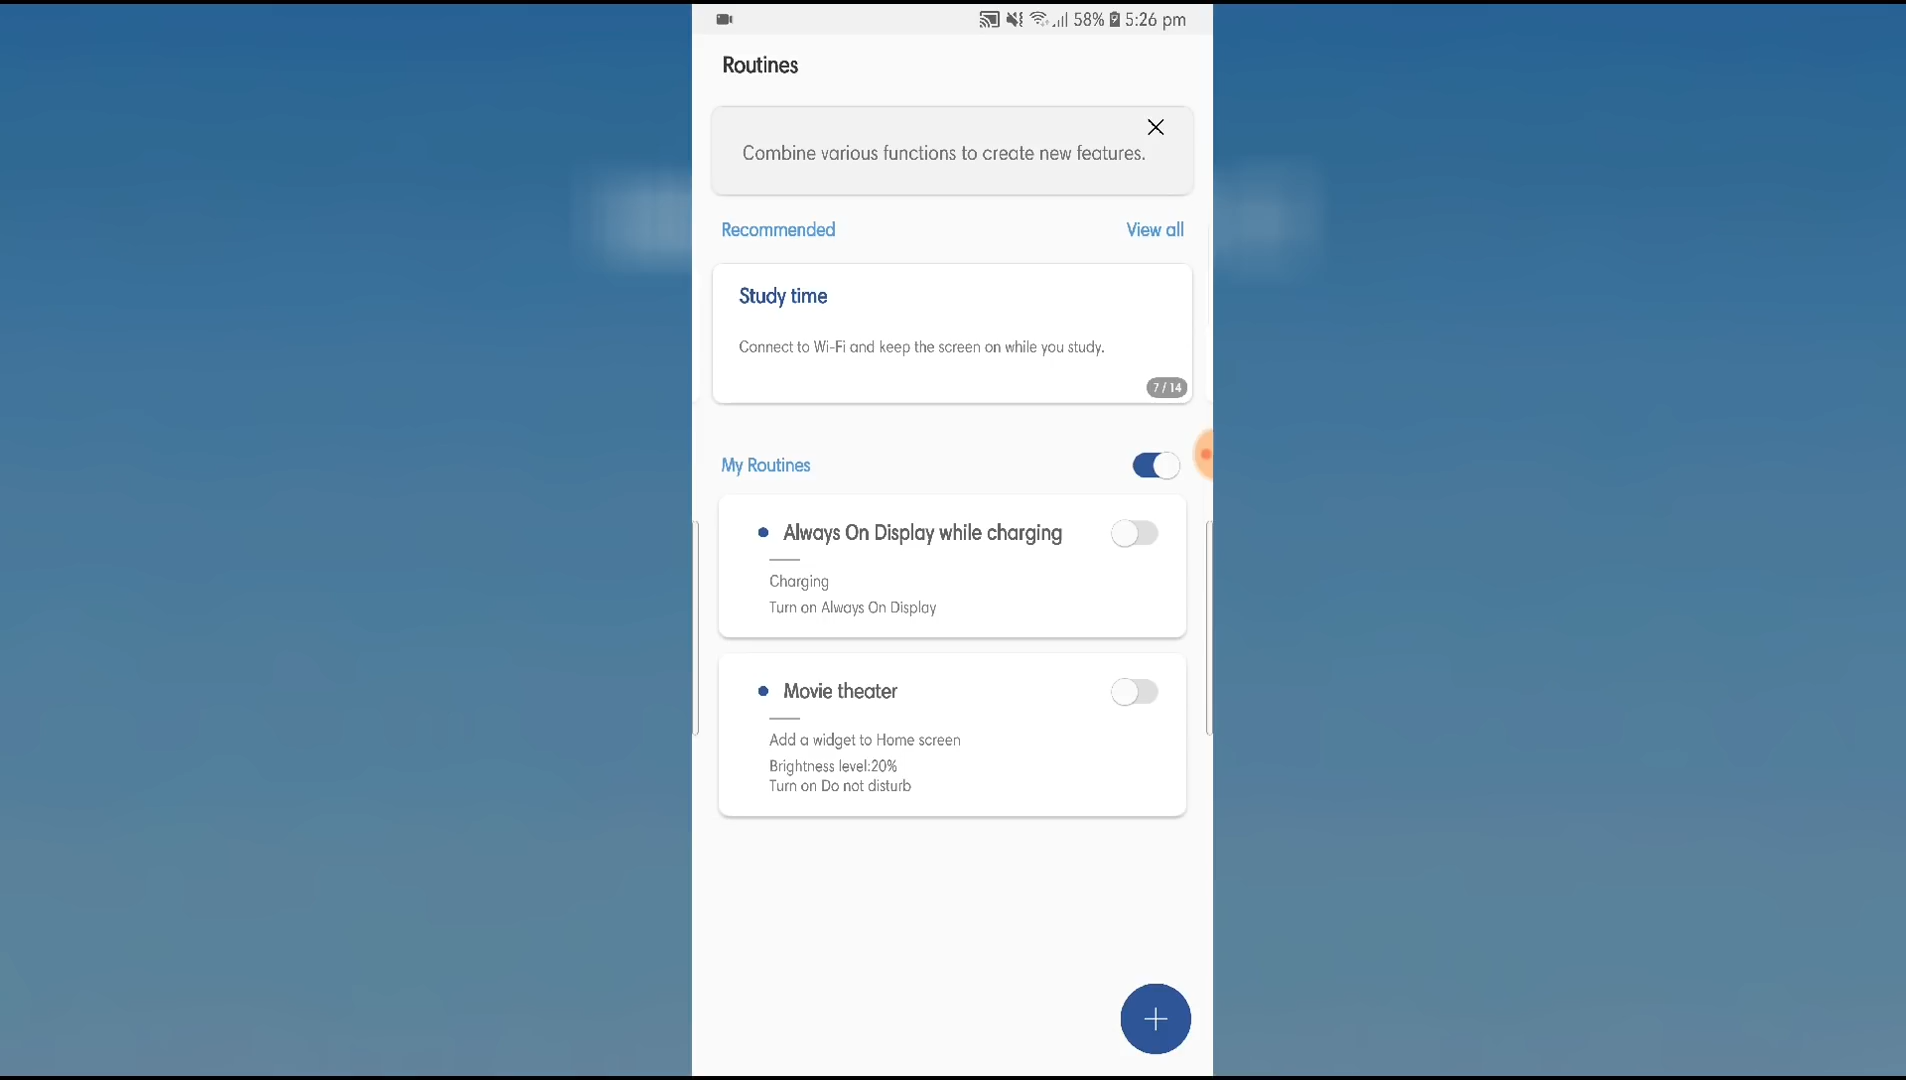 58% 5:26 pm
Routines
Combine various functions to create new features.
Recommended
View all
Study time
Connect to Wi-Fi and keep the screen on while you study.
7 / 14
My Routines
Always On Display while charging
Charging
Turn on Always On Display
Movie theater
Add a widget to Home screen
Brightness level:20%
Turn on Do not disturb